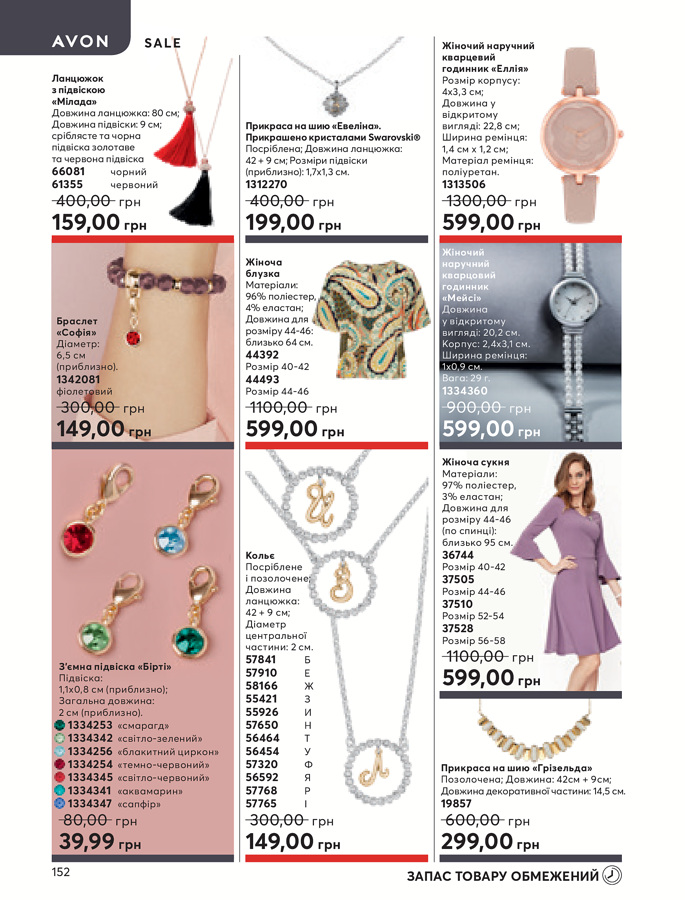 AVON
SALE
Ланцюжок
з підвіскою
«Мілада»
Довжина ланцюжка: 80 см;
Довжина підвіски: 9 см;
сріблясте та чорна
підвіска золотаве
та червона підвіска
66081 чорний
61355 червоний
400,00 грн
159,00 грн
Прикраса на шию «Евеліна».
Прикрашено кристалами Swarovski®
Посріблена; Довжина ланцюжка:
42 + 9 см; Розміри підвіски
(приблизно): 1,7х1,3 см.
1312270
400,00 грн
199,00 грн
Жіночий наручний
кварцевий
годинник «Еллія»
Розмір корпусу:
4х3,3 см;
Довжина у
відкритому
вигляді: 22,8 см;
Ширина ремінця:
1,4 см х 1,2 см;
Матеріал ремінця:
поліуретан.
1313506
1300,00 грн
599,00 грн
Браслет
«Софія»
Діаметр:
6,5 см
(приблизно).
1342081
фіолетовий
300,00 грн
149,00 грн
Жіноча
блузка
Матеріали:
96% поліестер,
4% еластан;
Довжина для
розміру 44-46:
близько 64 см.
44392
Розмір 40-42
44493
Розмір 44-46
1100,00 грн
599,00 грн
Жіночий
наручний
кварцовий
годинник
«Мейсі»
Довжина
у відкритому
вигляді: 20,2 см.
Корпус: 2,4х3,1 см.
Ширина ремінця:
1х0,9 см.
Вага: 29 г.
1334360
900,00 грн
599,00 грн
З'ємна підвіска «Бірті»
Підвіска:
1,1х0,8 см (приблизно);
Загальна довжина:
2 см (приблизно).
1334253 «смарагд»
1334342 «світло-зелений»
1334256 «блакитний циркон»
1334254 «темно-червоний»
1334345 «світло-червоний»
1334341 «аквамарин»
1334347 «сапфір»
80,00 грн
39,99 грн
Кольє
Посріблене
і позолочене;
Довжина
ланцюжка:
42 + 9 см;
Діаметр
центральної
частини: 2 см.
57841 Б
57910 Е
58166 Ж
55421 З
55926 И
57650 Н
56464 Т
56454 У
57320 Ф
56592 Я
57768 Р
57765 І
300,00 грн
149,00 грн
Жіноча сукня
Матеріали:
97% поліестер,
3% еластан;
Довжина для
розміру 44-46
(по спинці):
близько 95 см.
36744
Розмір 40-42
37505
Розмір 44-46
37510
Розмір 52-54
37528
Розмір 56-58
1100,00 грн
599,00 грн
Прикраса на шию «Грізельда»
Позолочена; Довжина: 42см + 9см;
Довжина декоративної частини: 14,5 см.
19857
600,00 грн
299,00 грн
152
ЗАПАС ТОВАРУ ОБМЕЖЕНИЙ